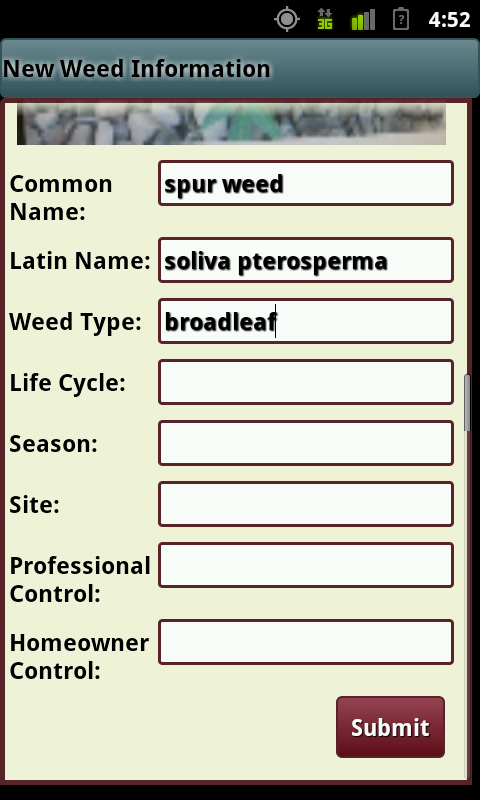 3G ? 4:52
New Weed Information
Common
Name: spur weed
Latin Name: soliva pterosperma
Weed Type: broadleaf
Life Cycle:
Season:
Site:
Professional
Control:
Homeowner
Control:
Submit